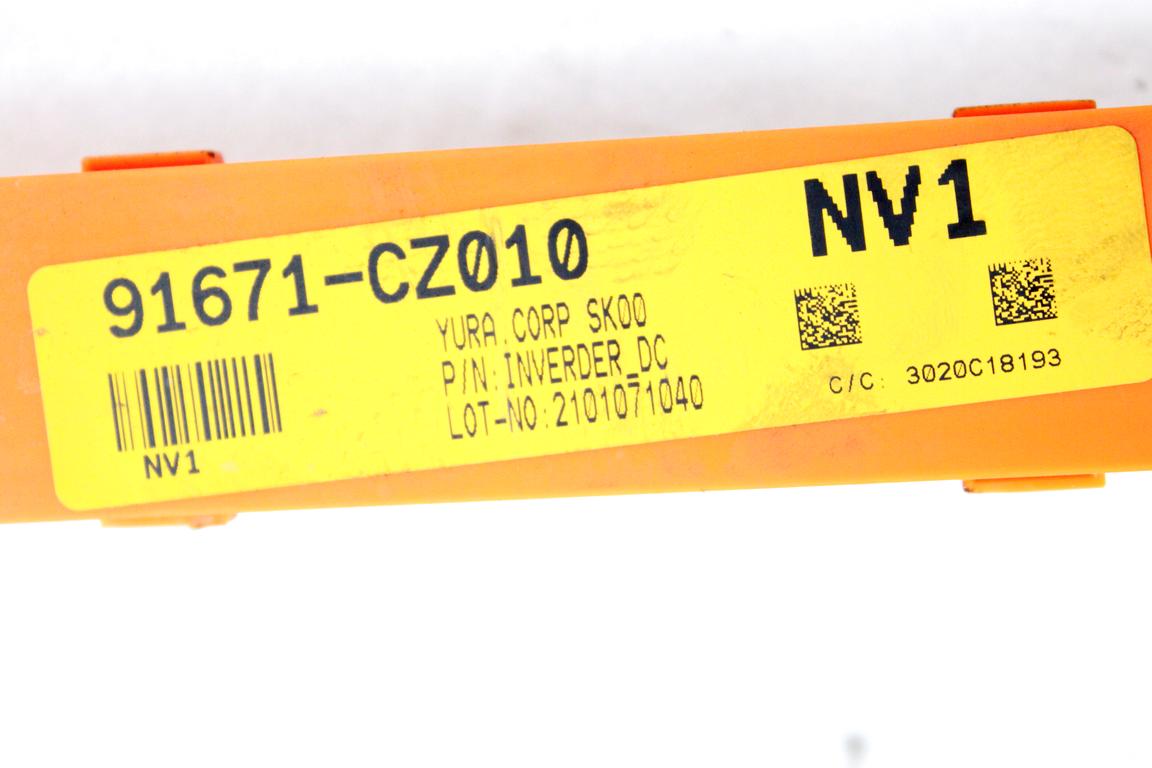 91671-CZ010
NV1
YURA.CORP SK00
P/N:INVERDER_DC
LOT-NO:2101071040
C/C: 3020C18193
NV1